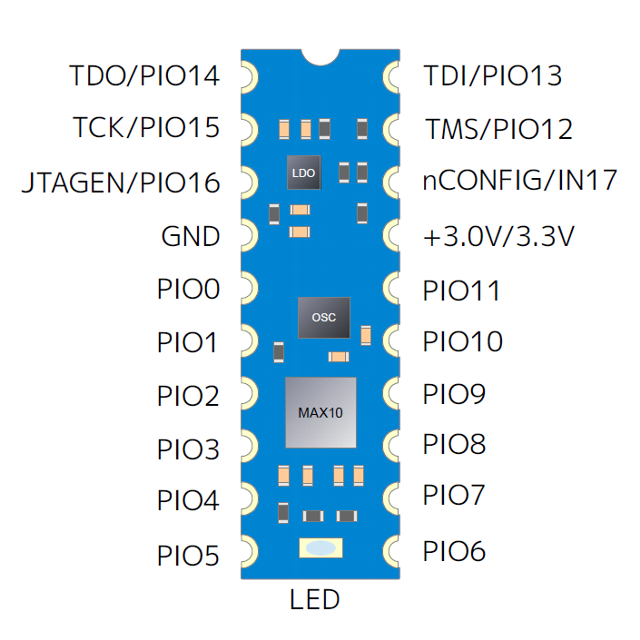 TDO/PIO14
TDI/PIO13
TCK/PIO15
TMS/PIO12
LDO
JTAGEN/PIO16
nCONFIG/IN17
GND
+3.0V/3.3V
PIO0
PIO11
OSC
PIO1
PIO10
PIO2
PIO9
MAX10
PIO3
PIO8
PIO4
PIO7
PIO5
PIO6
LED